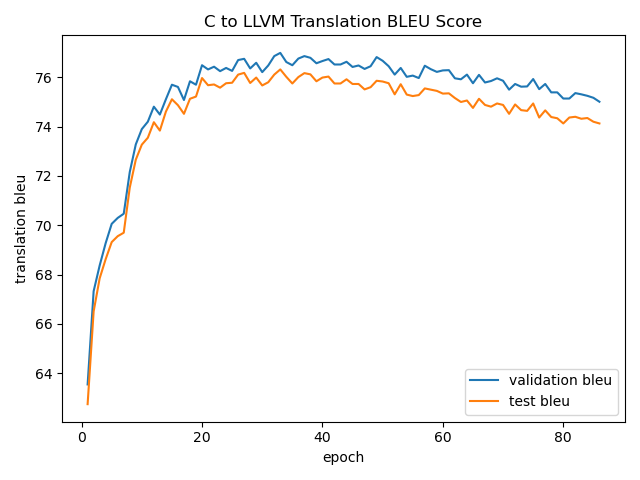 C to LLVM Translation BLEU Score
translation bleu
76
74
72
70
68
66
64
0
20
40
60
80
epoch
validation bleu
test bleu